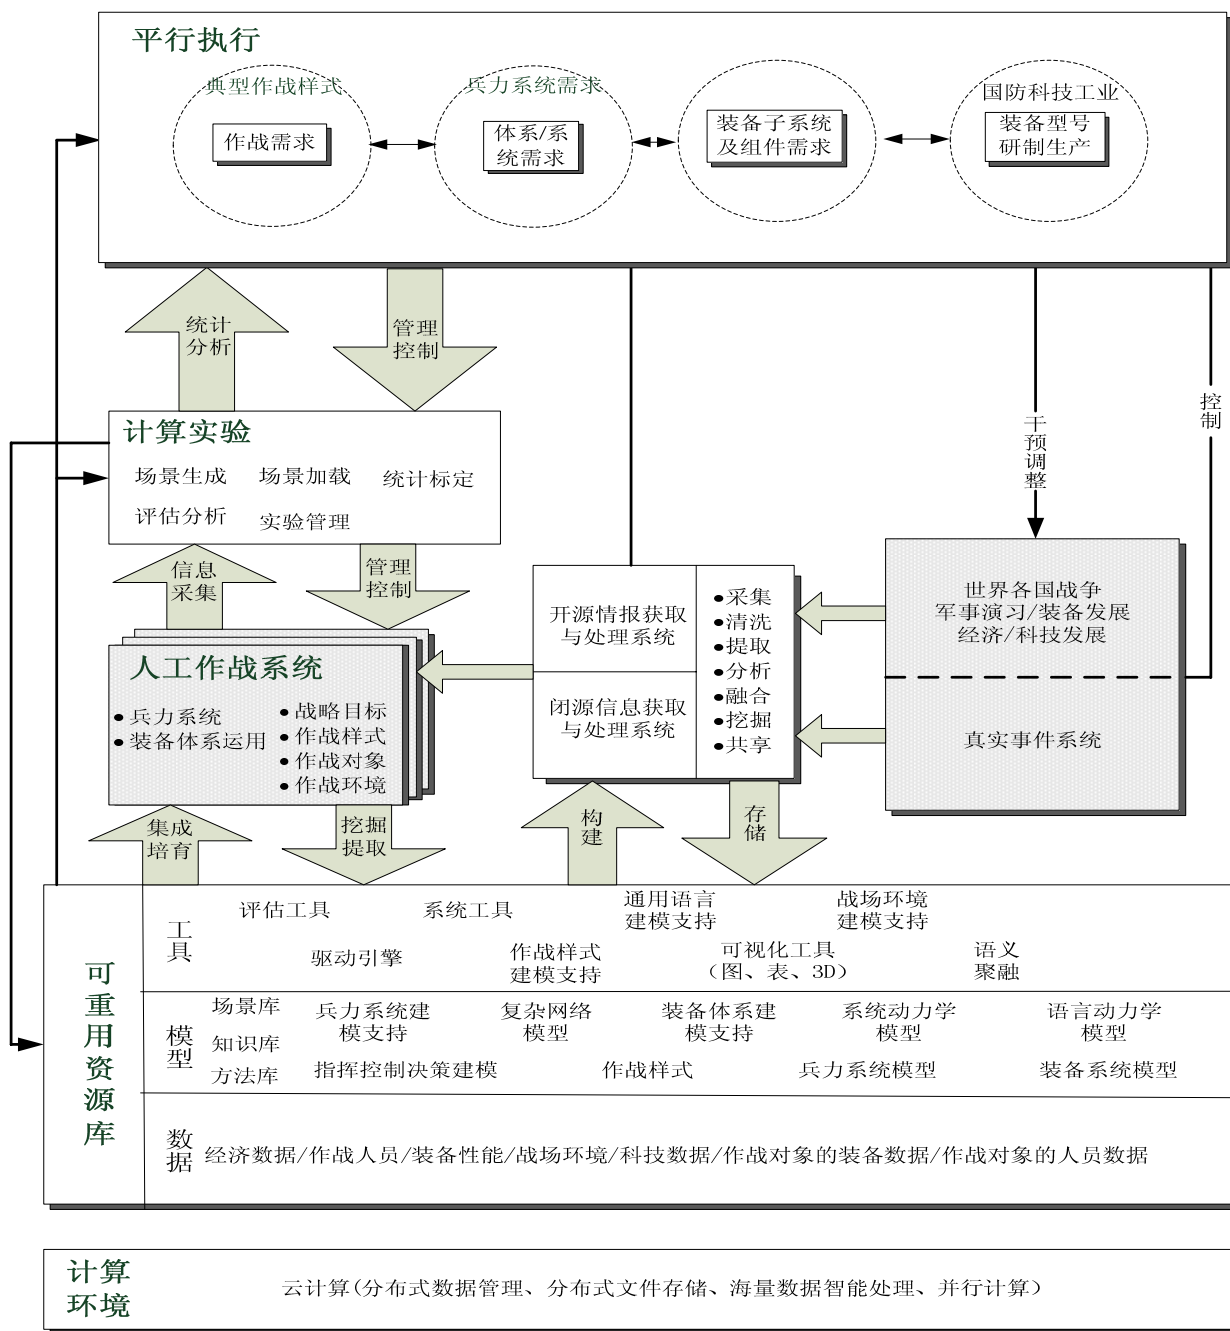 平行执行
典型作战样式
作战需求
兵力系统需求
体系/系
统需求
装备子系统
及组件需求
国防科技工业
装备型号
研制生产
统计
分析
管理
控制
干
预
调
整
控
制
计算实验
场景生成
场景加载
统计标定
评估分析
实验管理
信息
采集
管理
控制
人工作战系统
●兵力系统
●装备体系运用
●战略目标
●作战样式
●作战对象
●作战环境
开源情报获取
与处理系统
闭源信息获取
与处理系统
●采集
●清洗
●提取
●分析
●融合
●挖掘
●共享
世界各国战争
军事演习/装备发展
经济/科技发展
真实事件系统
集成
培育
挖掘
提取
构
建
存
储
可
重
用
资
源
库
工
具
评估工具
系统工具
通用语言
建模支持
战场环境
建模支持
驱动引擎
作战样式
建模支持
可视化工具
(图、表、3D)
语义
聚融
模
型
场景库
知识库
方法库
兵力系统建
模支持
复杂网络
模型
装备体系建
模支持
系统动力学
模型
语言动力学
模型
指挥控制决策建模
作战样式
兵力系统模型
装备系统模型
数
据
经济数据/作战人员/装备性能/战场环境/科技数据/作战对象的装备数据/作战对象的人员数据
计算
环境
云计算(分布式数据管理、分布式文件存储、海量数据智能处理、并行计算)